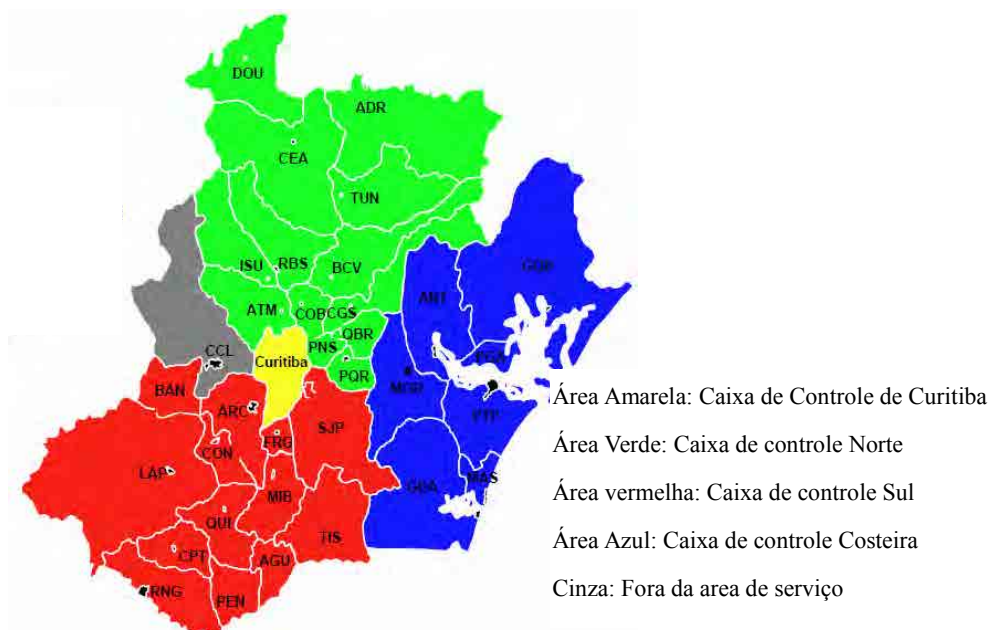 DOU
ADR
CEA
TUN
ISU
RBS
BCV
ATM
COB
CGS
QBR
PNS
PQR
Curitiba
CCL
ANT
BAN
ARC
SJP
FRG
CON
LAP
MAS
GUA
MIB
QUI
TIS
CPT
AGU
RNG
PEN
Área Amarela: Caixa de Controle de Curitiba
Área Verde: Caixa de controle Norte
Área vermelha: Caixa de controle Sul
Área Azul: Caixa de controle Costeira
Cinza: Fora da area de serviço